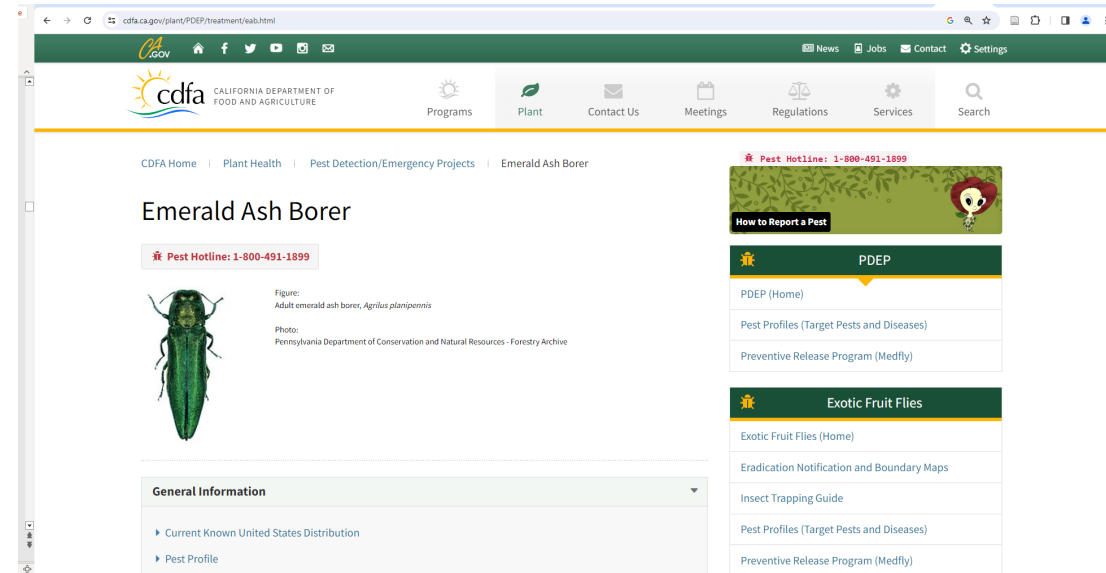 cdfa.ca.gov/plant/PDEP/treatment/eab.html
CA.GOV
News Jobs Contact Settings
cdfa CALIFORNIA DEPARTMENT OF
FOOD AND AGRICULTURE
Programs Plant Contact Us Meetings Regulations Services Search
CDFA Home | Plant Health | Pest Detection/Emergency Projects | Emerald Ash Borer
Emerald Ash Borer
Pest Hotline: 1-800-491-1899
Figure:
Adult emerald ash borer, Agrilus planipennis
Photo:
Pennsylvania Department of Conservation and Natural Resources - Forestry Archive
General Information
Current Known United States Distribution
Pest Profile
Pest Hotline: 1-800-491-1899
How to Report a Pest
PDEP
PDEP (Home)
Pest Profiles (Target Pests and Diseases)
Preventive Release Program (Medfly)
Exotic Fruit Flies
Exotic Fruit Flies (Home)
Eradication Notification and Boundary Maps
Insect Trapping Guide
Pest Profiles (Target Pests and Diseases)
Preventive Release Program (Medfly)